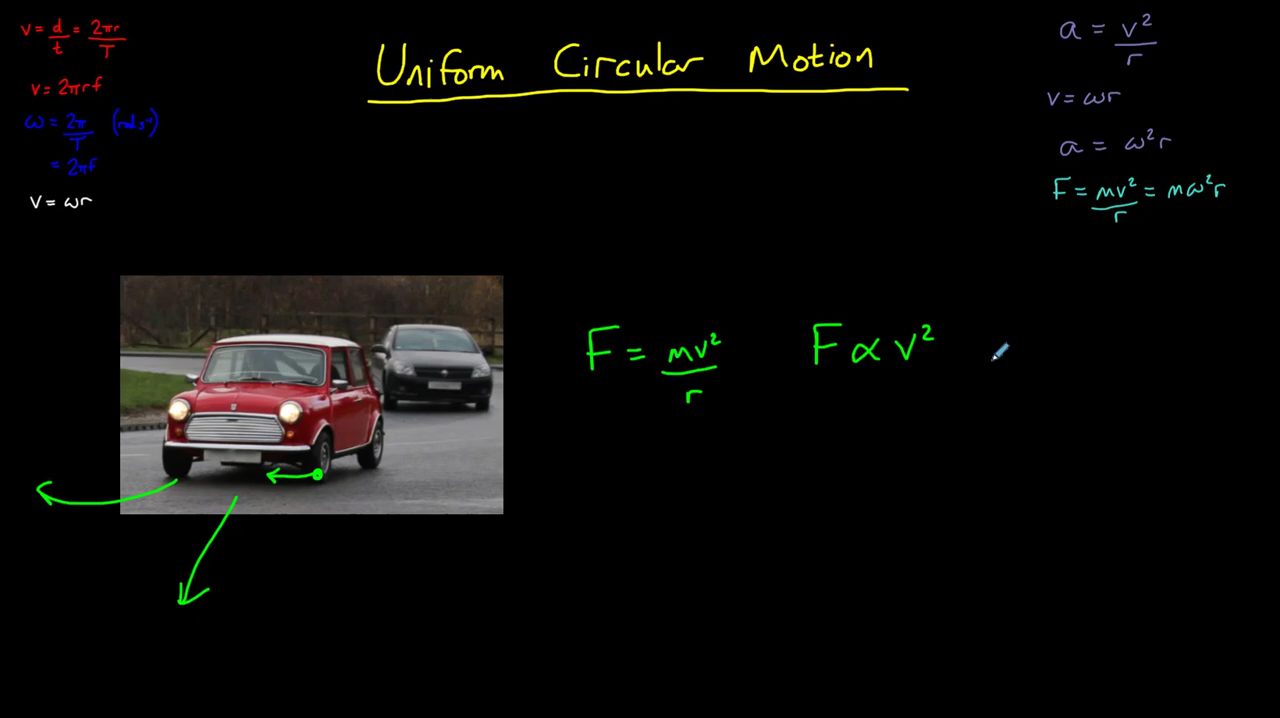 Uniform Circular Motion
v = d/t = 2πr/T
v = 2πrf
ω = 2π/T (rad s⁻¹)
= 2πf
v = ωr
a = v²/r
v = ωr
a = ω²r
F = mv²/r = mω²r
F = mv²/r F ∝ v²